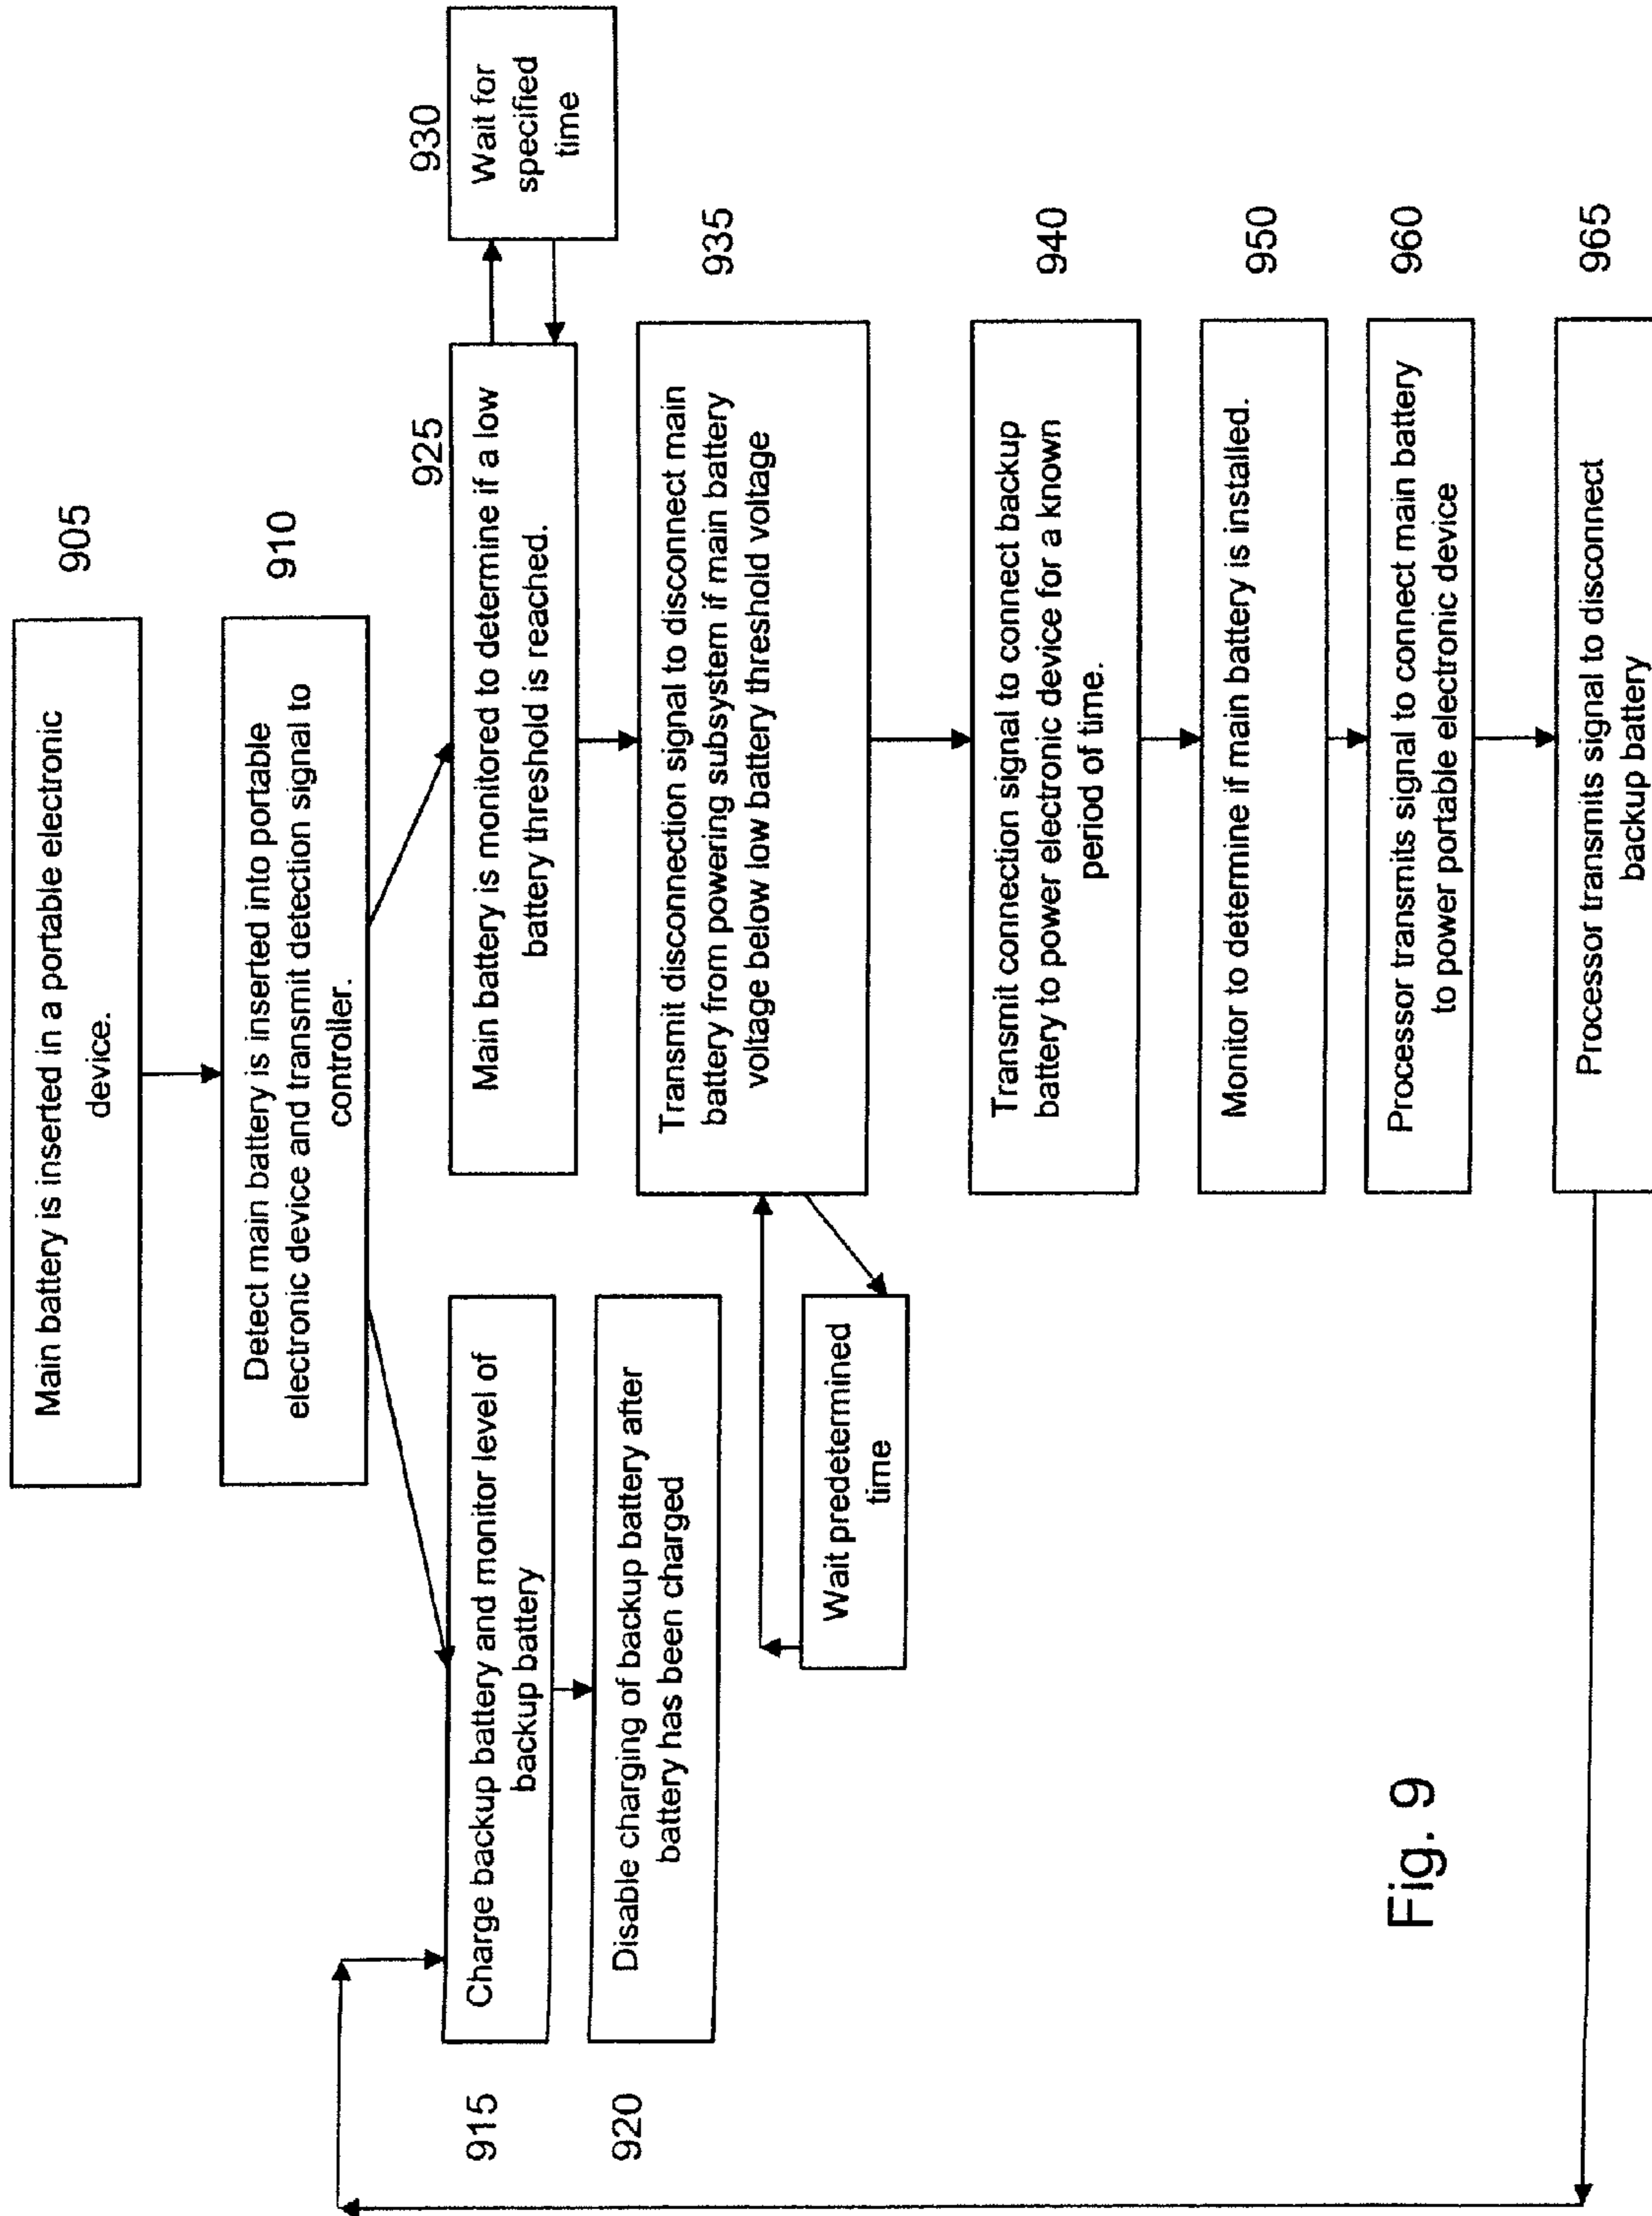 Main battery is inserted in a portable electronic
device.
905
Detect main battery is inserted into portable
electronic device and transmit detection signal to
controller.
910
915
Charge backup battery and monitor level of
backup battery
920
Disable charging of backup battery after
battery has been charged
925
Main battery is monitored to determine if a low
battery threshold is reached.
930
Wait for
specified
time
Transmit disconnection signal to disconnect main
battery from powering subsystem if main battery
voltage below low battery threshold voltage
935
Wait predetermined
time
Transmit connection signal to connect backup
battery to power electronic device for a known
period of time.
940
Monitor to determine if main battery is installed.
950
Processor transmits signal to connect main battery
to power portable electronic device
960
Processor transmits signal to disconnect
backup battery
965
Fig. 9